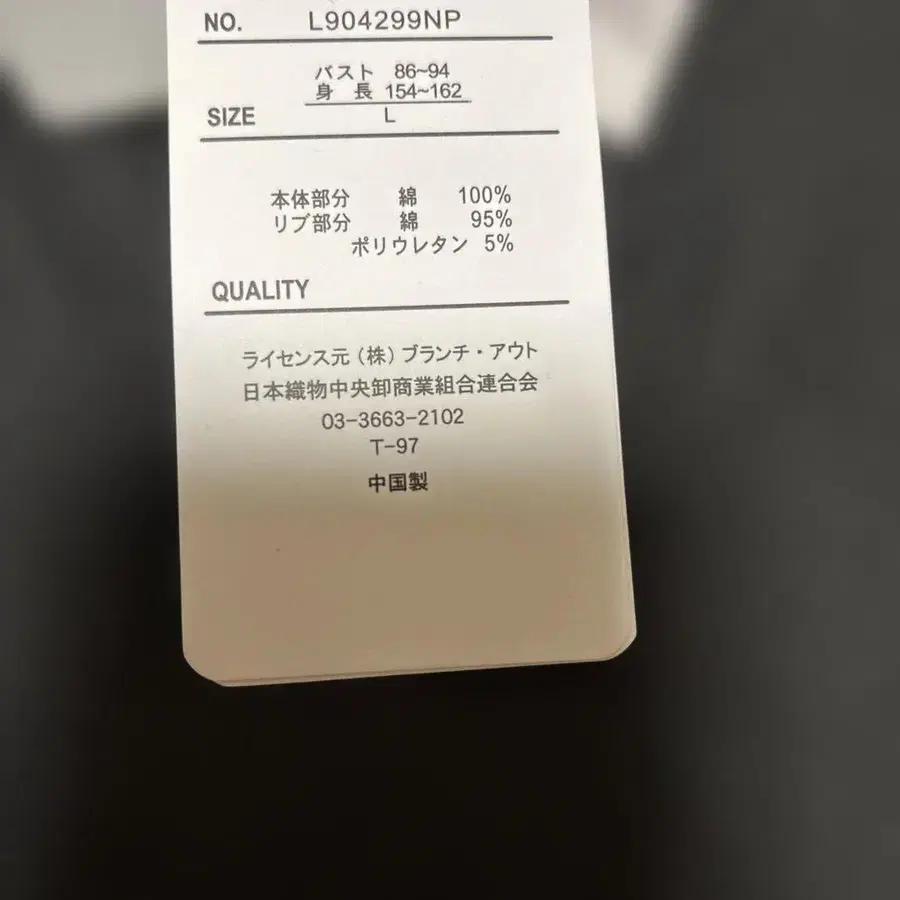 NO. L904299NP
バスト 86~94
身 長 154~162
SIZE L
本体部分 綿 100%
リブ部分 綿 95%
ポリウレタン 5%
QUALITY
ライセンス元(株)ブランチ・アウト
日本織物中央卸商業組合連合会
03-3663-2102
T-97
中国製